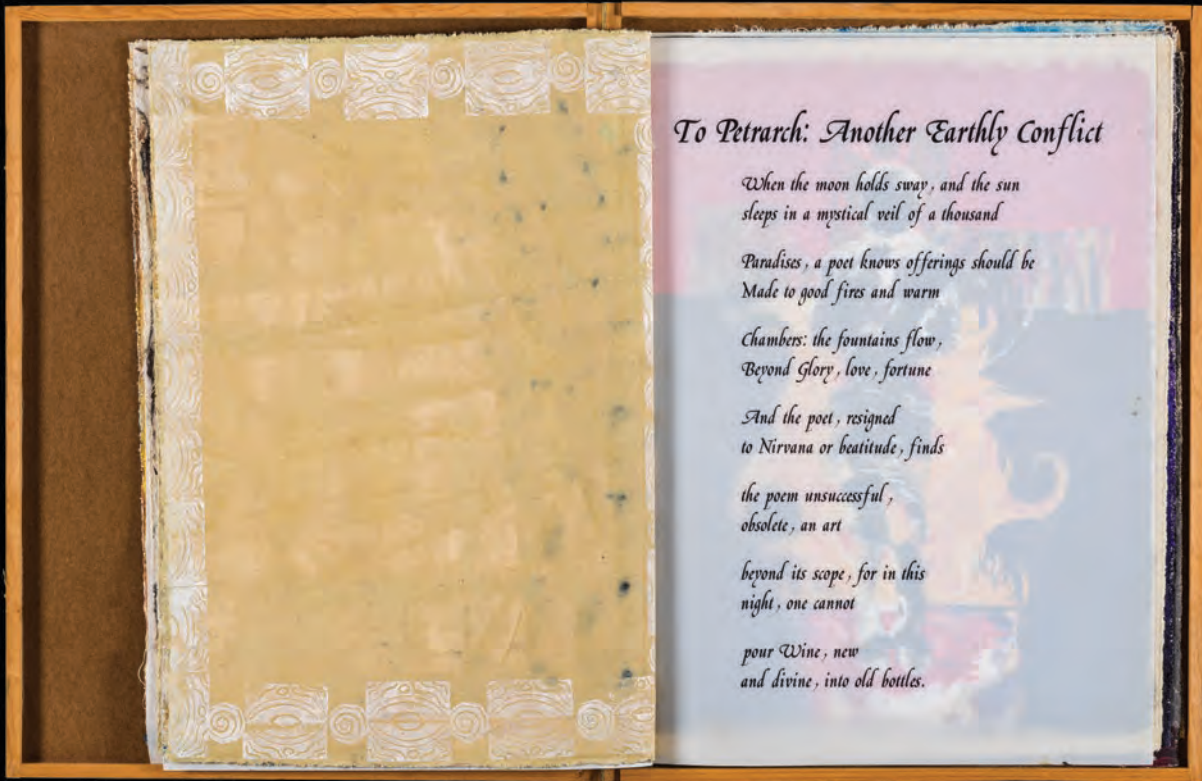 To Petrarch: Another Earthly Conflict
When the moon holds sway, and the sun
sleeps in a mystical veil of a thousand
Paradises, a poet knows offerings should be
Made to good fires and warm
Chambers: the fountains flow,
Beyond Glory, love, fortune
And the poet, resigned
to Nirvana or beatitude, finds
the poem unsuccessful,
obsolete, an art
beyond its scope, for in this
night, one cannot
pour Wine, new
and divine, into old bottles.